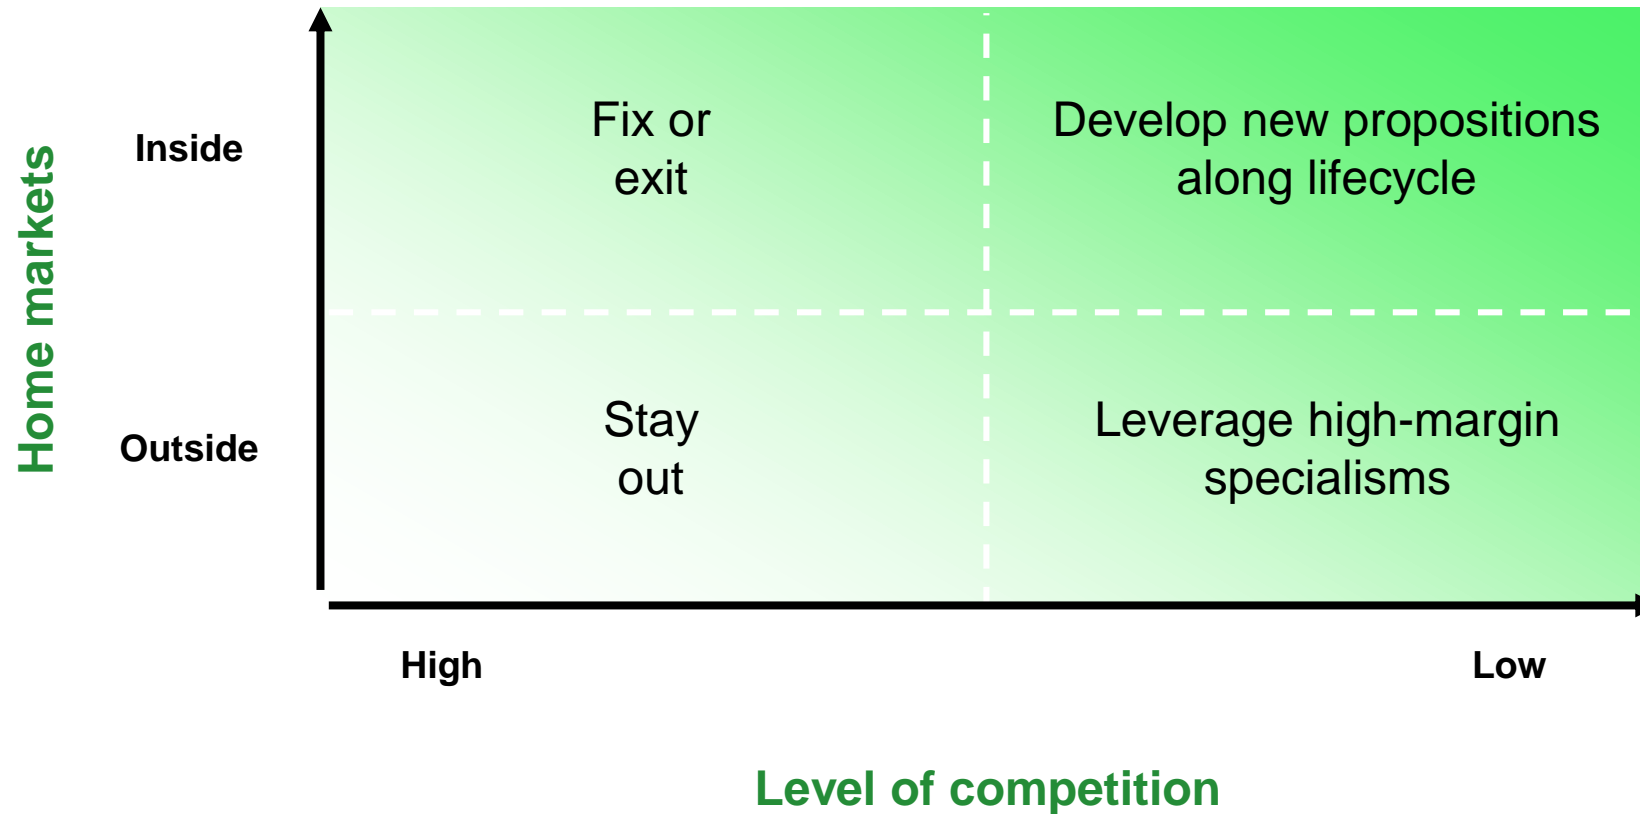 Home markets
Inside
Fix or
exit
Develop new propositions
along lifecycle
Outside
Stay
out
Leverage high-margin
specialisms
High
Low
Level of competition